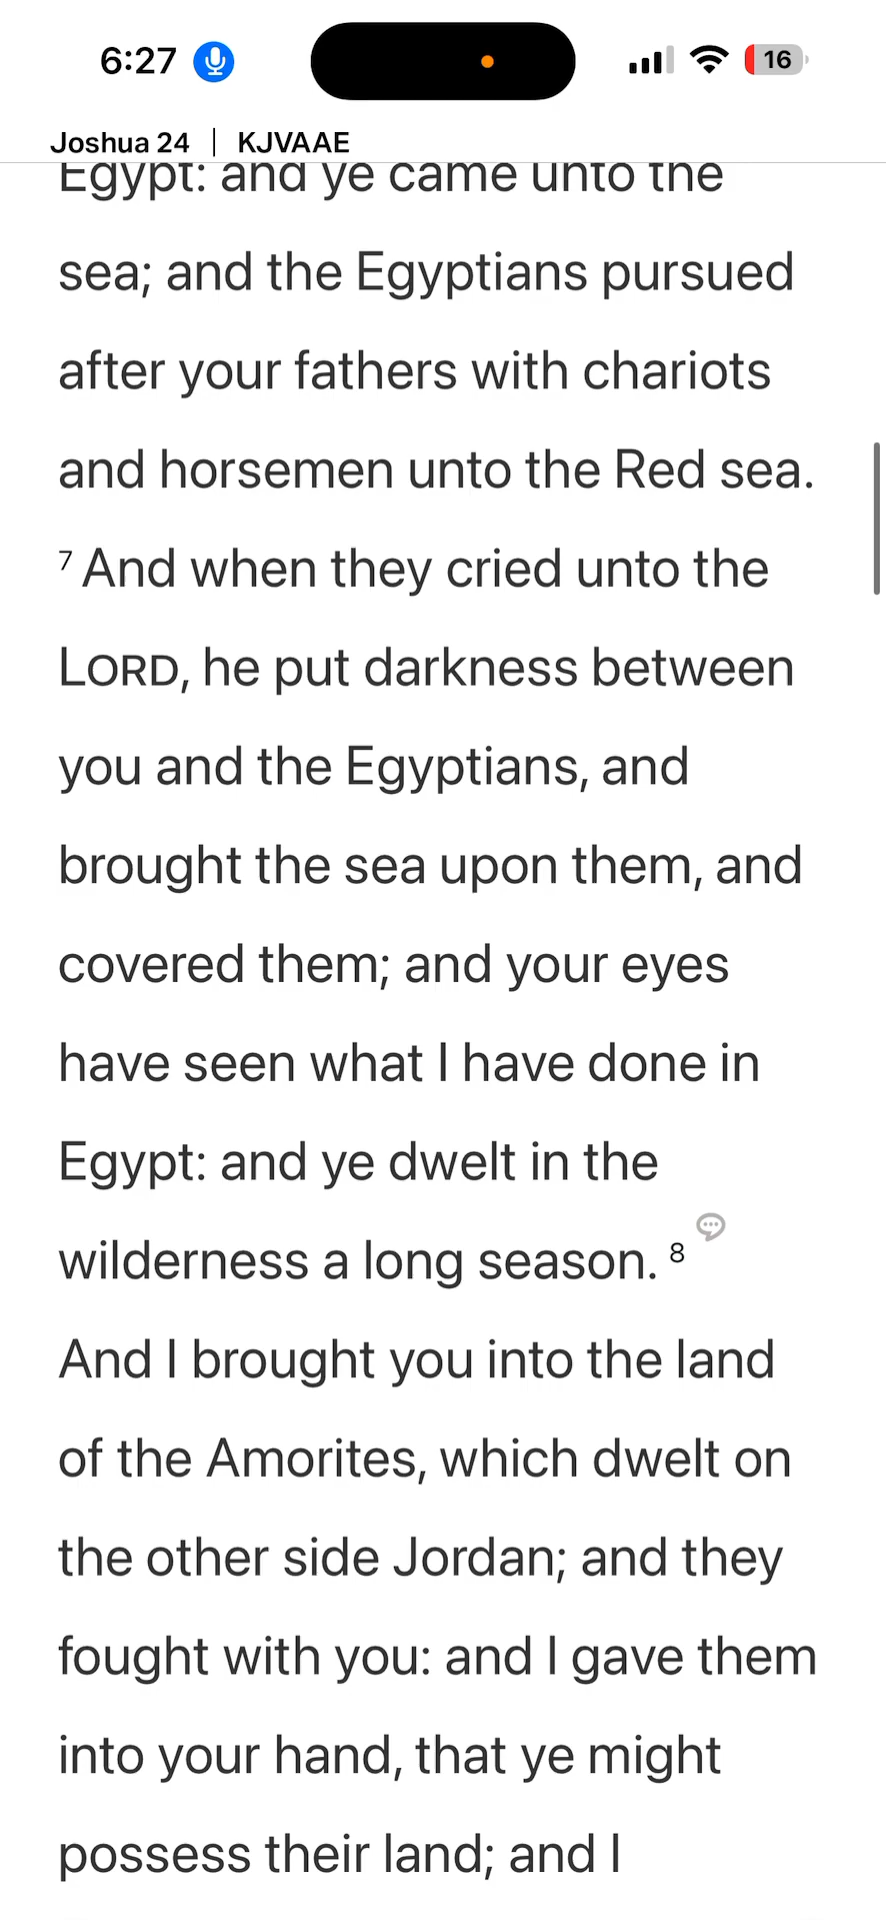 6:27
16
Joshua 24 | KJVAAE
Egypt: and ye came unto the
sea; and the Egyptians pursued
after your fathers with chariots
and horsemen unto the Red sea.
7 And when they cried unto the
LORD, he put darkness between
you and the Egyptians, and
brought the sea upon them, and
covered them; and your eyes
have seen what I have done in
Egypt: and ye dwelt in the
wilderness a long season. 8
And I brought you into the land
of the Amorites, which dwelt on
the other side Jordan; and they
fought with you: and I gave them
into your hand, that ye might
possess their land; and I